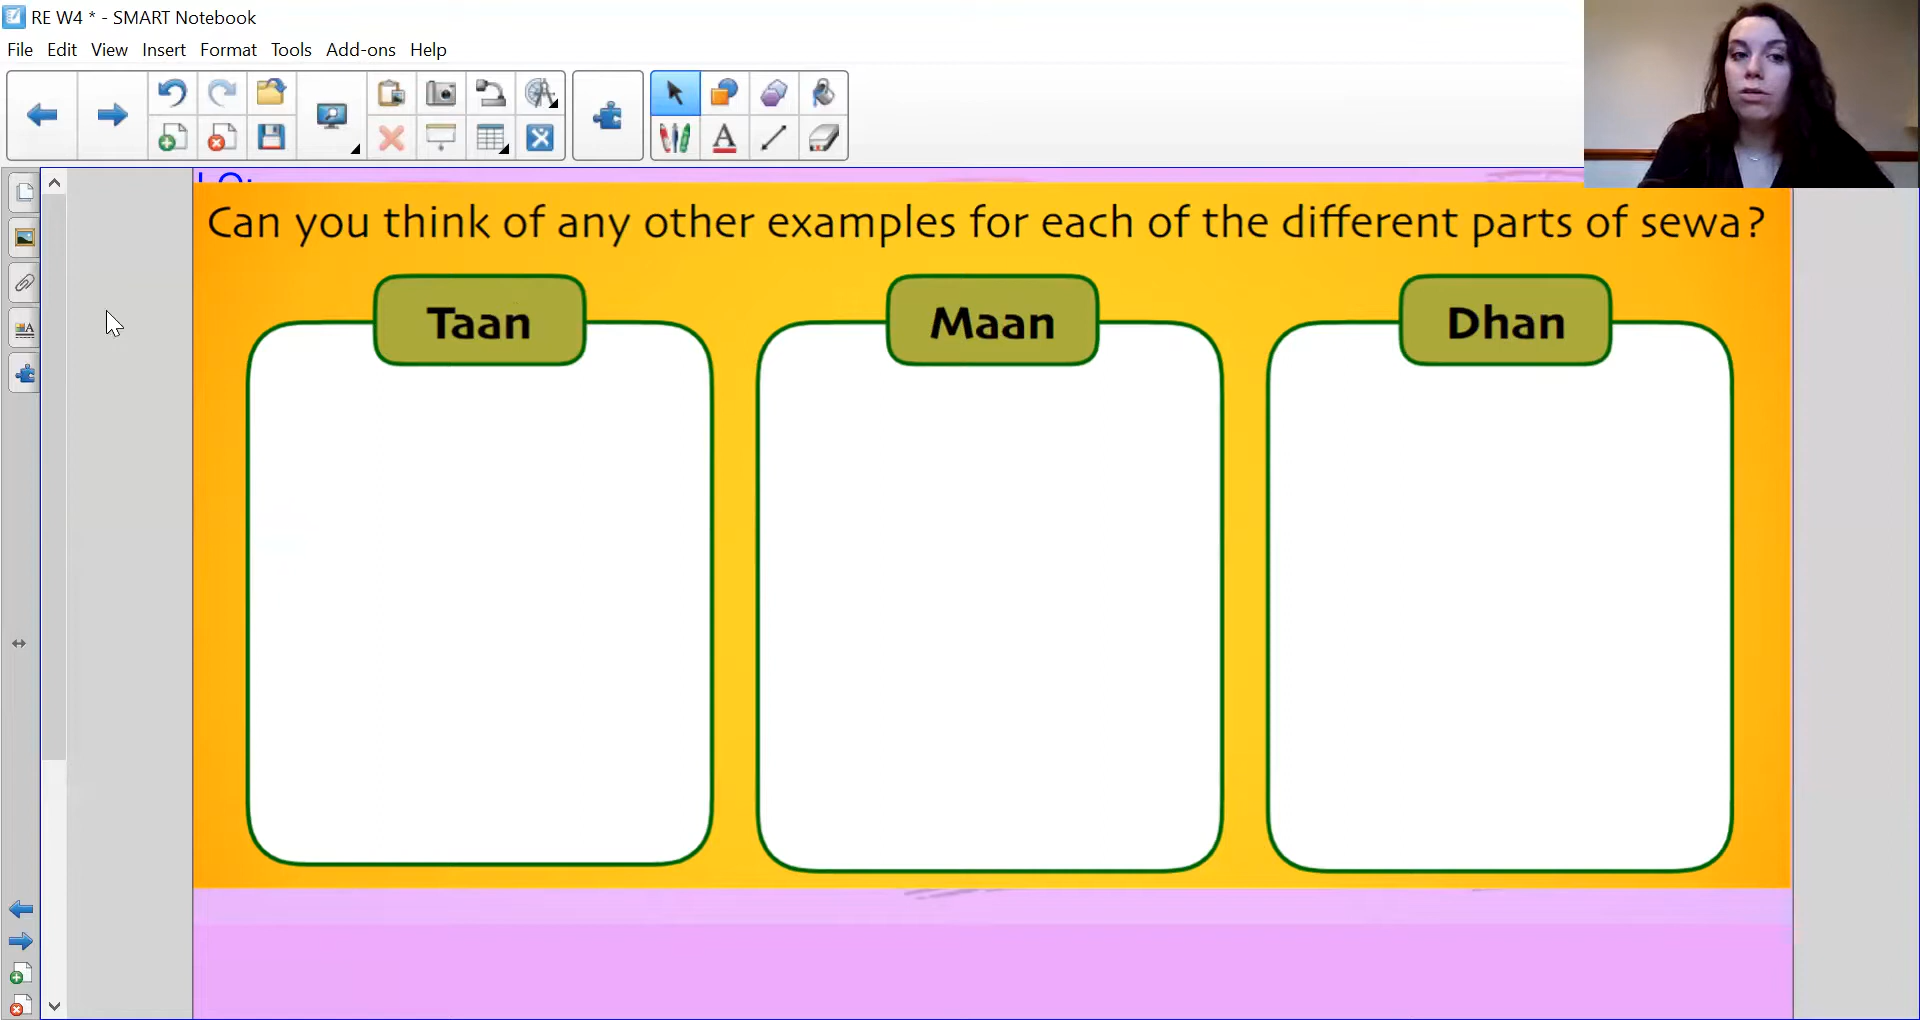 RE W4 * - SMART Notebook
File Edit View Insert Format Tools Add-ons Help
Can you think of any other examples for each of the different parts of sewa?
Taan
Maan
Dhan